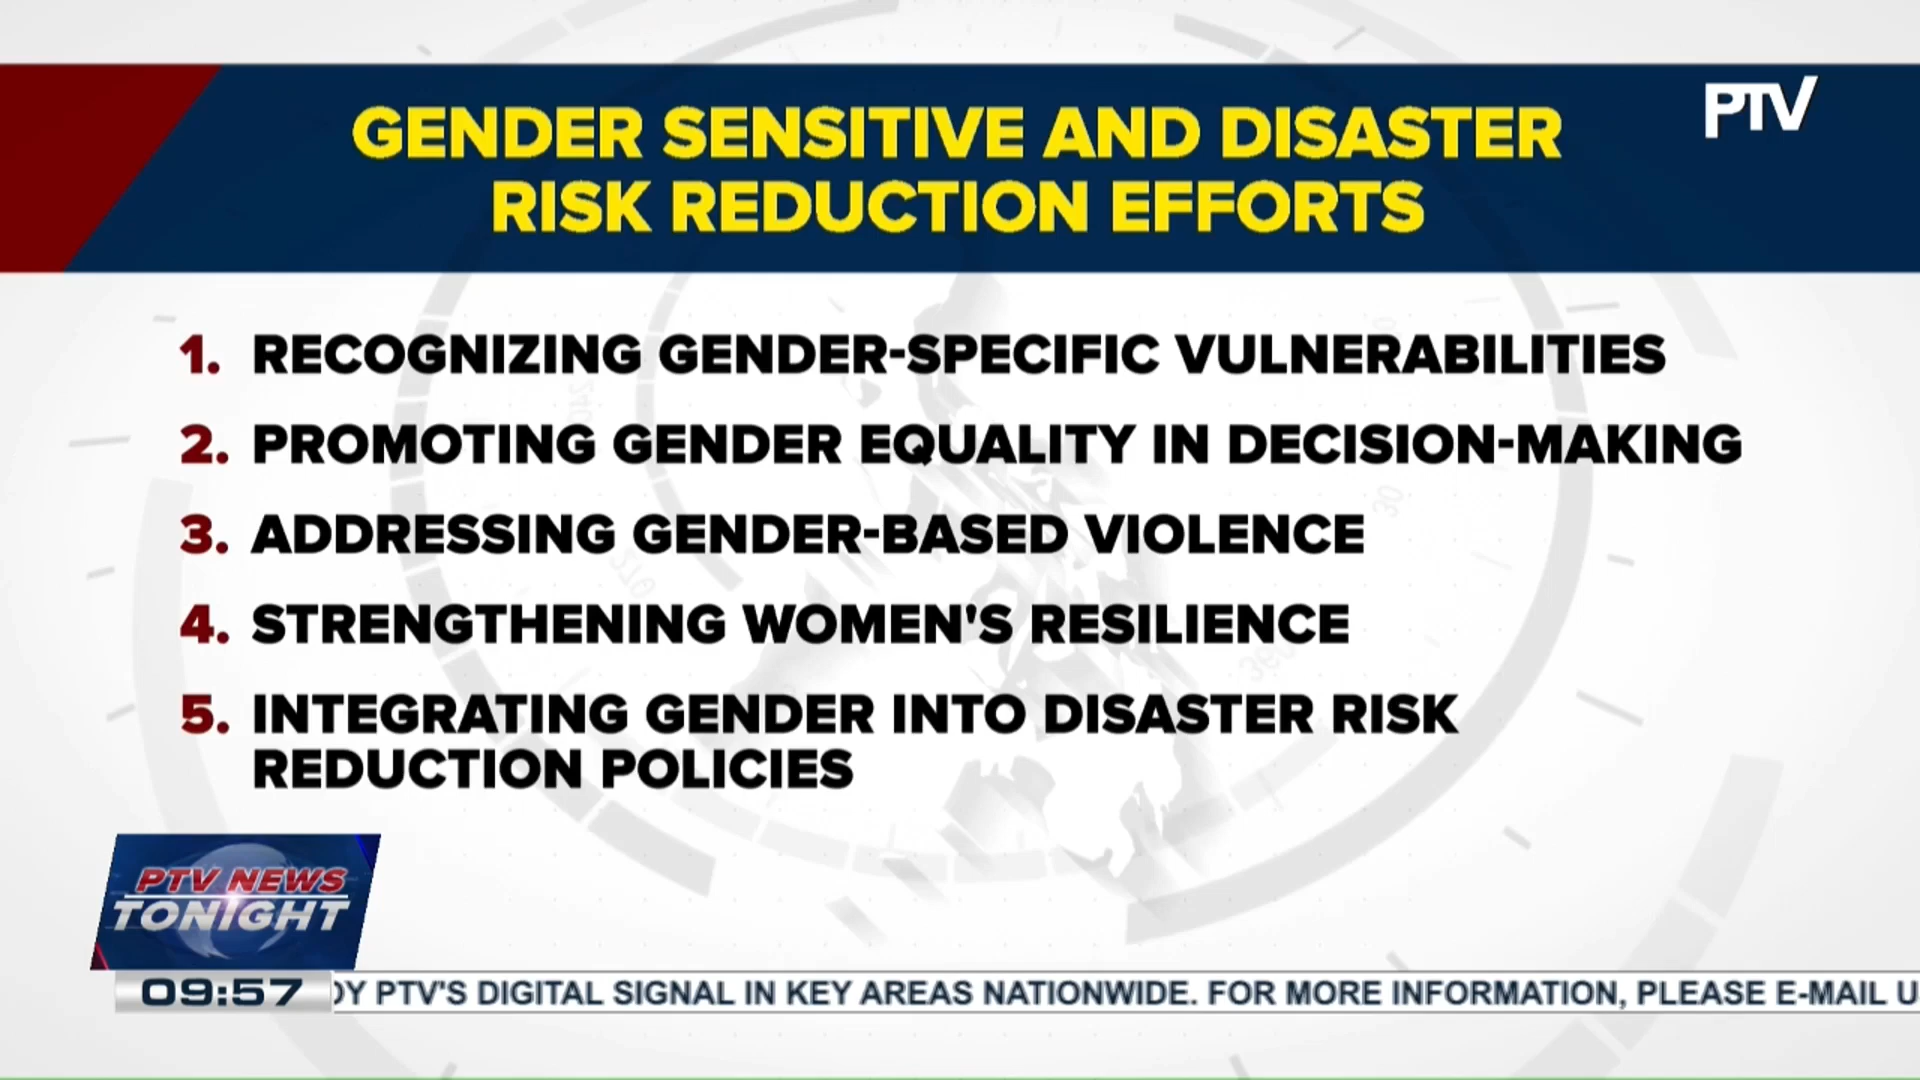 GENDER SENSITIVE AND DISASTER
RISK REDUCTION EFFORTS
PTV
1. RECOGNIZING GENDER-SPECIFIC VULNERABILITIES
2. PROMOTING GENDER EQUALITY IN DECISION-MAKING
3. ADDRESSING GENDER-BASED VIOLENCE
4. STRENGTHENING WOMEN'S RESILIENCE
5. INTEGRATING GENDER INTO DISASTER RISK
REDUCTION POLICIES
PTV NEWS
TONIGHT
09:57
PTV'S DIGITAL SIGNAL IN KEY AREAS NATIONWIDE. FOR MORE INFORMATION, PLEASE E-MAIL